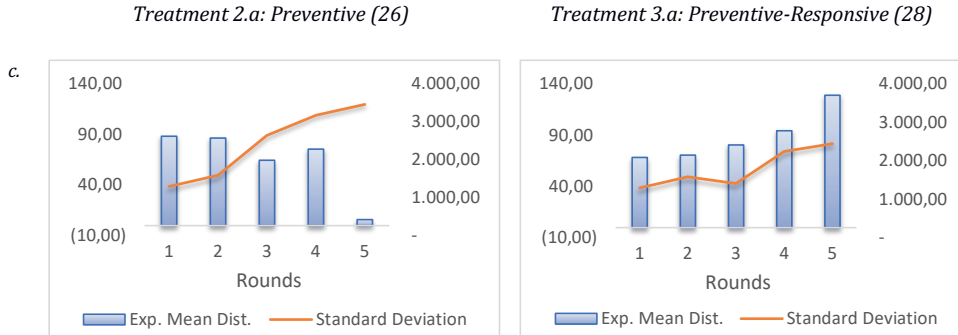 Treatment 2.a: Preventive (26)
Treatment 3.a: Preventive-Responsive (28)
c.
140,00
90,00
40,00
(10,00)
4.000,00
3.000,00
2.000,00
1.000,00
-
1 2 3 4 5
Rounds
Exp. Mean Dist. Standard Deviation
140,00
90,00
40,00
(10,00)
4.000,00
3.000,00
2.000,00
1.000,00
-
1 2 3 4 5
Rounds
Exp. Mean Dist. Standard Deviation